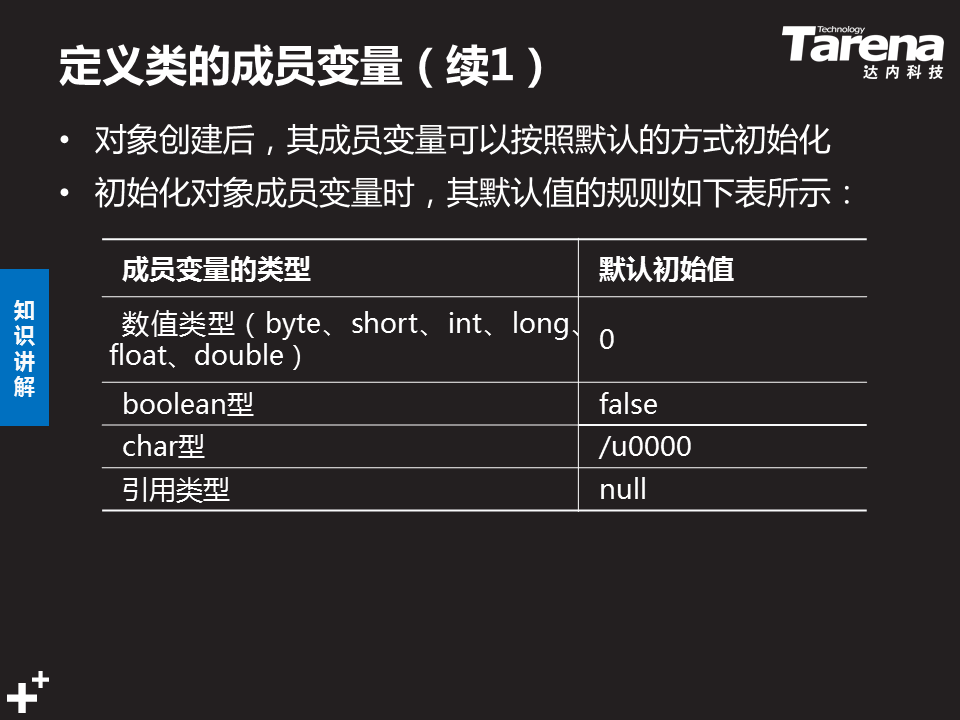 定义类的成员变量（续1）
Technology
Tarena
达内科技
• 对象创建后，其成员变量可以按照默认的方式初始化
• 初始化对象成员变量时，其默认值的规则如下表所示：
成员变量的类型 默认初始值
数值类型（byte、short、int、long、
float、double） 0
boolean型 false
char型 /u0000
引用类型 null
知
识
讲
解